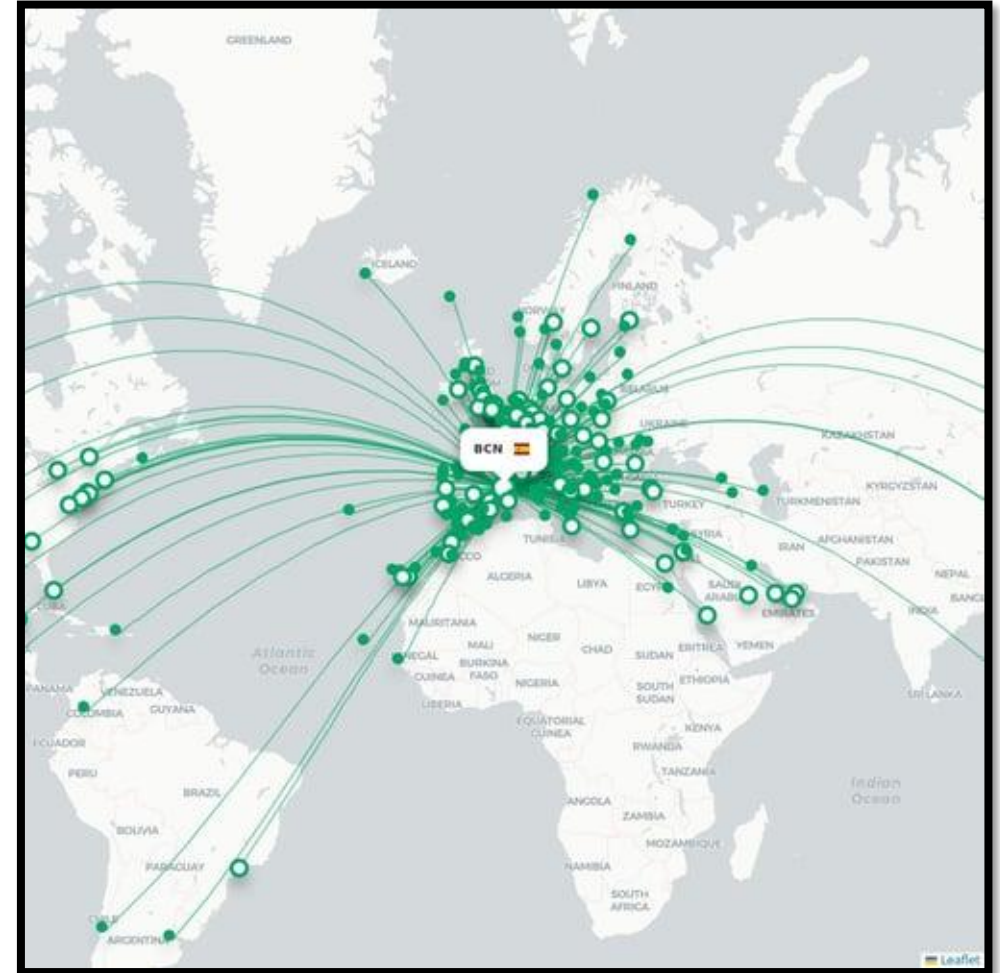 GREENLAND
ICELAND
FINLAND
NORWAY
BELARUS
BCN
UKRAINE
KAZAKHSTAN
KYRGYZSTAN
TURKMENISTAN
TURKEY
SYRIA
AFGHANISTAN
IRAN
TUNISIA
PAKISTAN
NEPAL
ALGERIA
LIBYA
SAUDI
ARABI
INDIA
CUBA
EMIRATES
MAURITANIA
NIGER
MALI
CHAD
SUDAN
ERITREA
YEMEN
Atlantic
Ocean
BURKINA
FASO
GUINEA
NIGERIA
ETHIOPIA
SOUTH
SUDAN
SRI LANKA
PANAMA
VENEZUELA
COLOMBIA
GUYANA
LIBERIA
EQUATORIAL
GUINEA
KENYA
ECUADOR
RWANDA
PERU
TANZANIA
Indian
Ocean
BRAZIL
ANGOLA
ZAMBIA
BOLIVIA
MOZAMBIQUE
PARAGUAY
NAMIBIA
SOUTH
AFRICA
CHILE
ARGENTINA
Leaflet